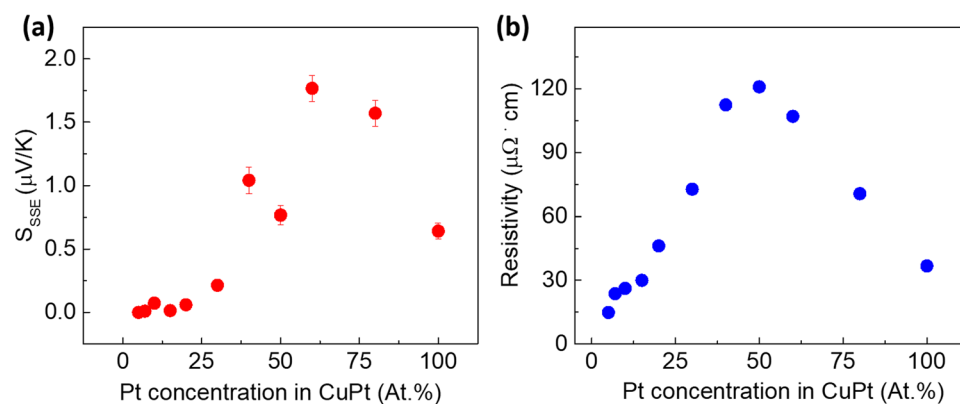 (a)
2.0
1.5
1.0
0.5
0.0
S_SSE (μV/K)
0 25 50 75 100
Pt concentration in CuPt (At.%)
(b)
120
90
60
30
0
Resistivity (μΩ· cm)
0 25 50 75 100
Pt concentration in CuPt (At.%)